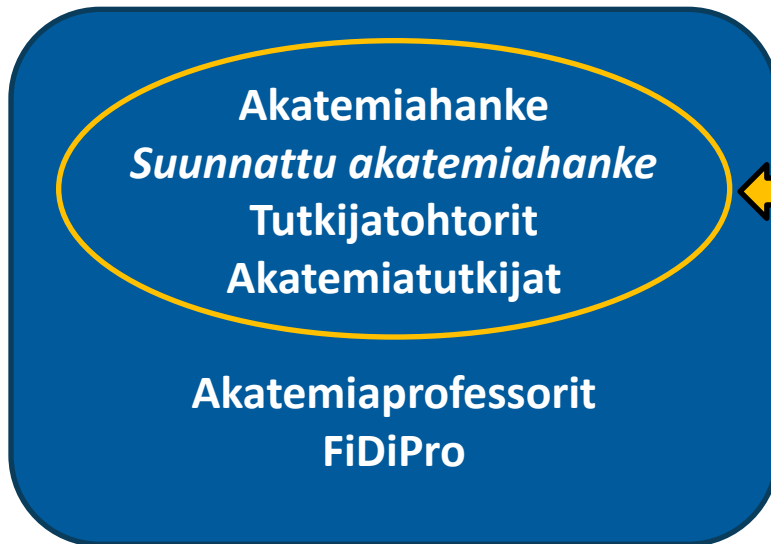 Akatemiahanke
Suunnattu akatemiahanke
Tutkijatohtorit
Akatemiatutkijat
Akatemiaprofessorit
FiDiPro